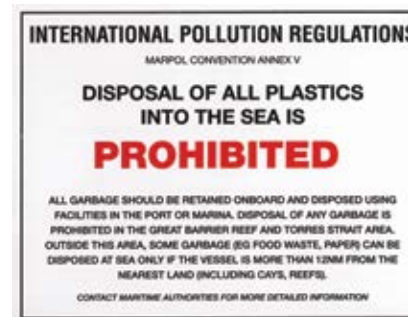 INTERNATIONAL POLLUTION REGULATIONS
MARPOL CONVENTION ANNEX V
DISPOSAL OF ALL PLASTICS
INTO THE SEA IS
PROHIBITED
ALL GARBAGE SHOULD BE RETAINED ONBOARD AND DISPOSED USING
FACILITIES IN THE PORT OR MARINA. DISPOSAL OF ANY GARBAGE IS
PROHIBITED IN THE GREAT BARRIER REEF AND TORRES STRAIT AREA.
OUTSIDE THIS AREA, SOME GARBAGE (EG FOOD WASTE, PAPER) CAN BE
DISPOSED AT SEA ONLY IF THE VESSEL IS MORE THAN 12NM FROM THE
NEAREST LAND (INCLUDING CAYS, REEFS).
CONTACT MARITIME AUTHORITIES FOR MORE DETAILED INFORMATION